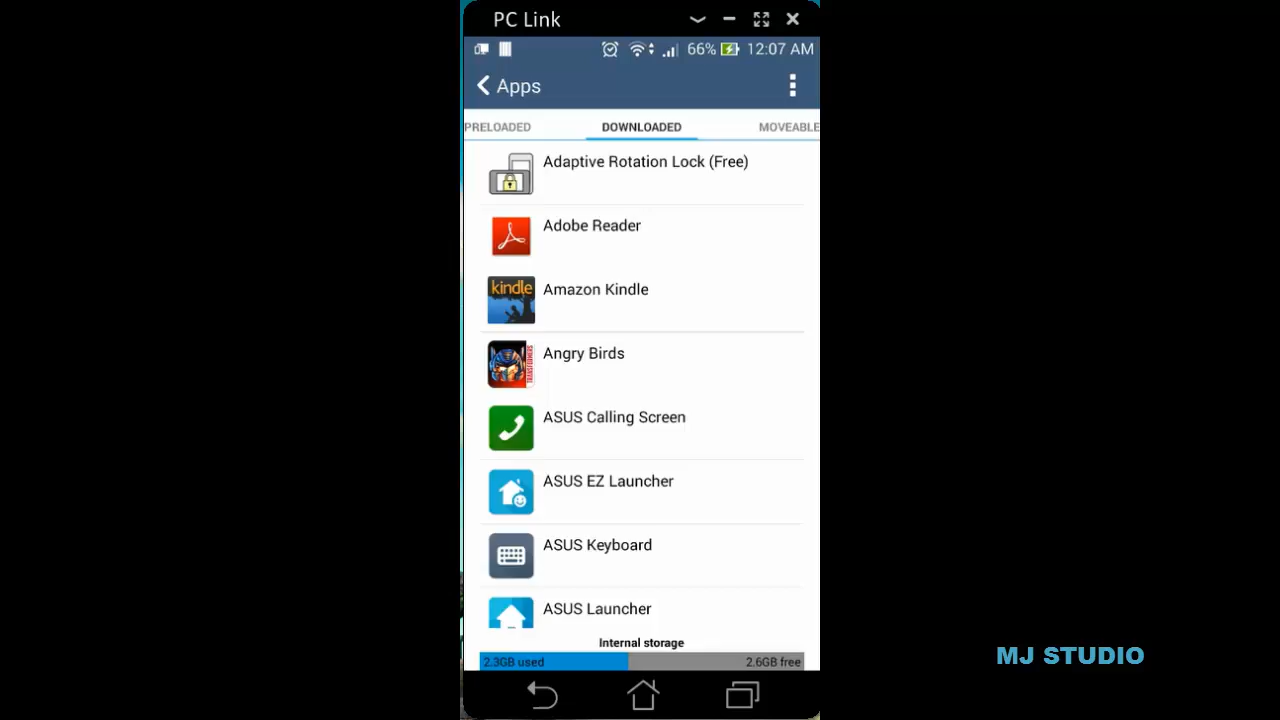 PC Link
66% 12:07 AM
Apps
PRELOADED DOWNLOADED MOVEABLE
Adaptive Rotation Lock (Free)
Adobe Reader
kindle
Amazon Kindle
TRANSFORMERS
Angry Birds
ASUS Calling Screen
ASUS EZ Launcher
ASUS Keyboard
ASUS Launcher
Internal storage
2.3GB used 2.6GB free
MJ STUDIO